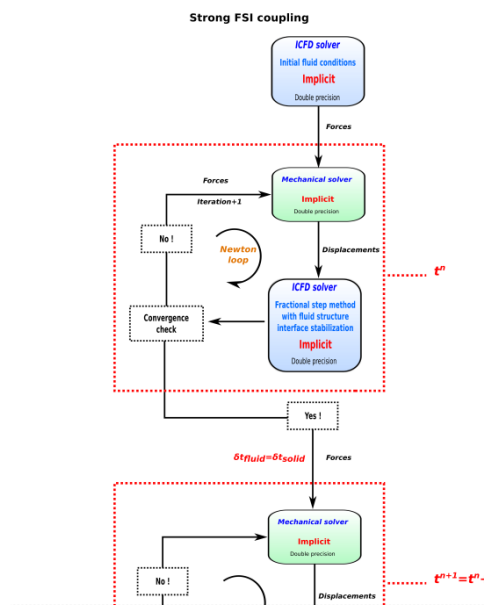 Strong FSI coupling
ICFD solver
Initial fluid conditions
Implicit
Double precision
Forces
Forces
Iteration+1
Mechanical solver
Implicit
Double precision
No !
Newton
loop
Displacements
tⁿ
ICFD solver
Fractional step method
with fluid structure
interface stabilization
Implicit
Double precision
Convergence
check
Yes !
δtfluid=δtsolid
Forces
Mechanical solver
Implicit
Double precision
No !
tⁿ⁺¹=tⁿ-
Displacements